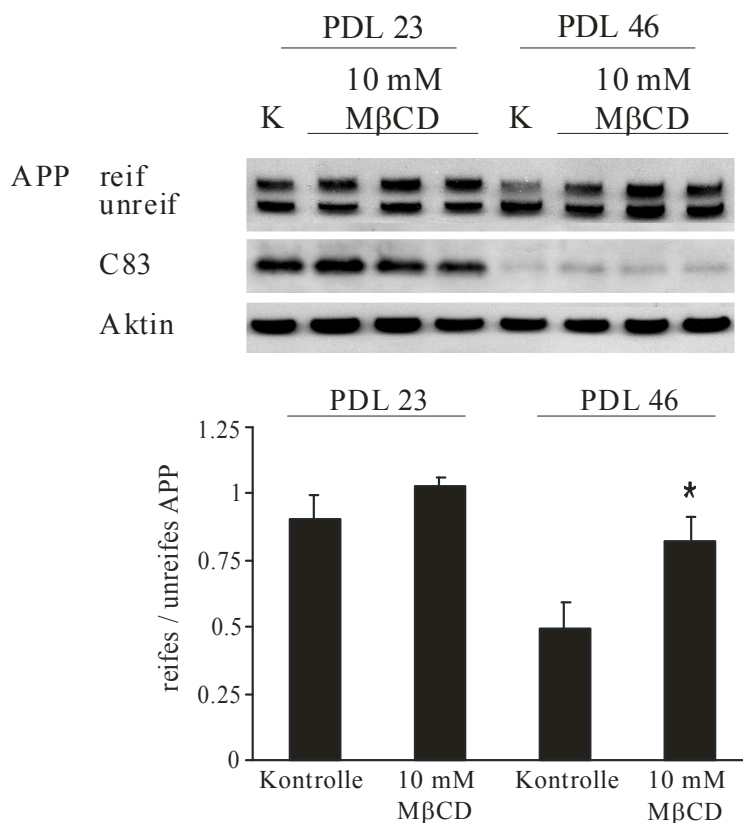 PDL 23 PDL 46
10 mM 10 mM
K MβCD K MβCD
APP reif
unreif
C83
Aktin
PDL 23 PDL 46
1.25
1
0.75
0.5
0.25
0
reifes / unreifes APP
*
Kontrolle 10 mM Kontrolle 10 mM
MβCD MβCD